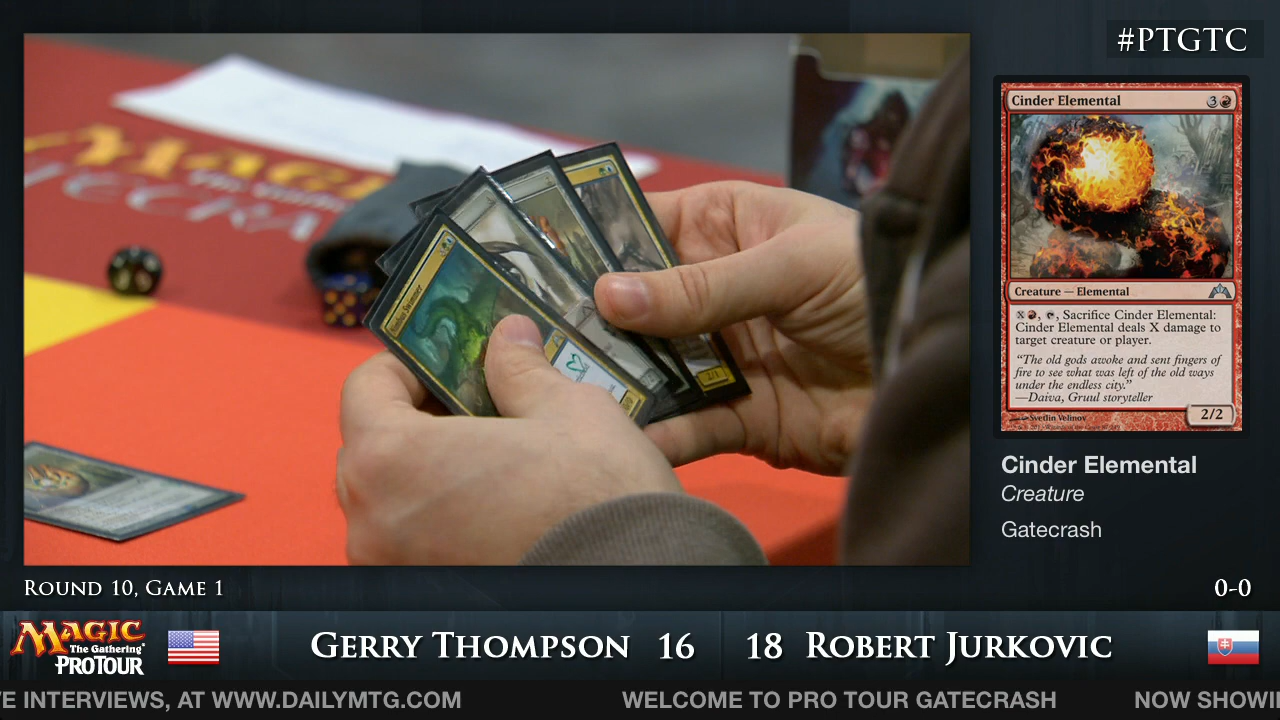 #PTGTC
MAGIC
Cinder Elemental 3
Creature — Elemental
X, , Sacrifice Cinder Elemental:
Cinder Elemental deals X damage to
target creature or player.
"The old gods awoke and sent fingers of
fire to see what was left of the old ways
under the endless city."
—Daiva, Gruul storyteller
Svetlin Velinov
2/2
Cinder Elemental
Creature
Gatecrash
ROUND 10, GAME 1
0-0
MAGIC
The Gathering
PRO TOUR
GERRY THOMPSON 16
18 ROBERT JURKOVIC
E INTERVIEWS, AT WWW.DAILYMTG.COM WELCOME TO PRO TOUR GATECRASH NOW SHOWI